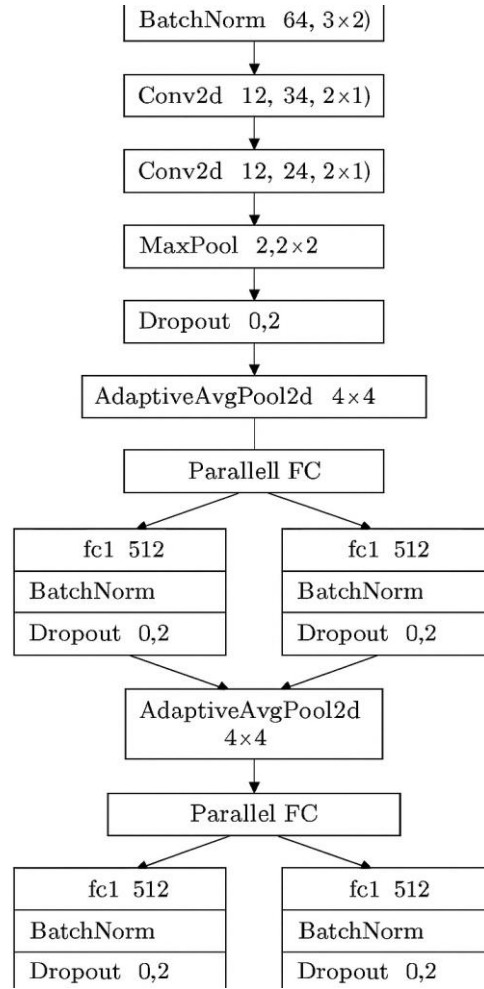 BatchNorm 64, 3×2)
Conv2d 12, 34, 2×1)
Conv2d 12, 24, 2×1)
MaxPool 2,2×2
Dropout 0,2
AdaptiveAvgPool2d 4×4
Parallell FC
fc1 512
BatchNorm
Dropout 0,2
fc1 512
BatchNorm
Dropout 0,2
AdaptiveAvgPool2d
4×4
Parallel FC
fc1 512
BatchNorm
Dropout 0,2
fc1 512
BatchNorm
Dropout 0,2